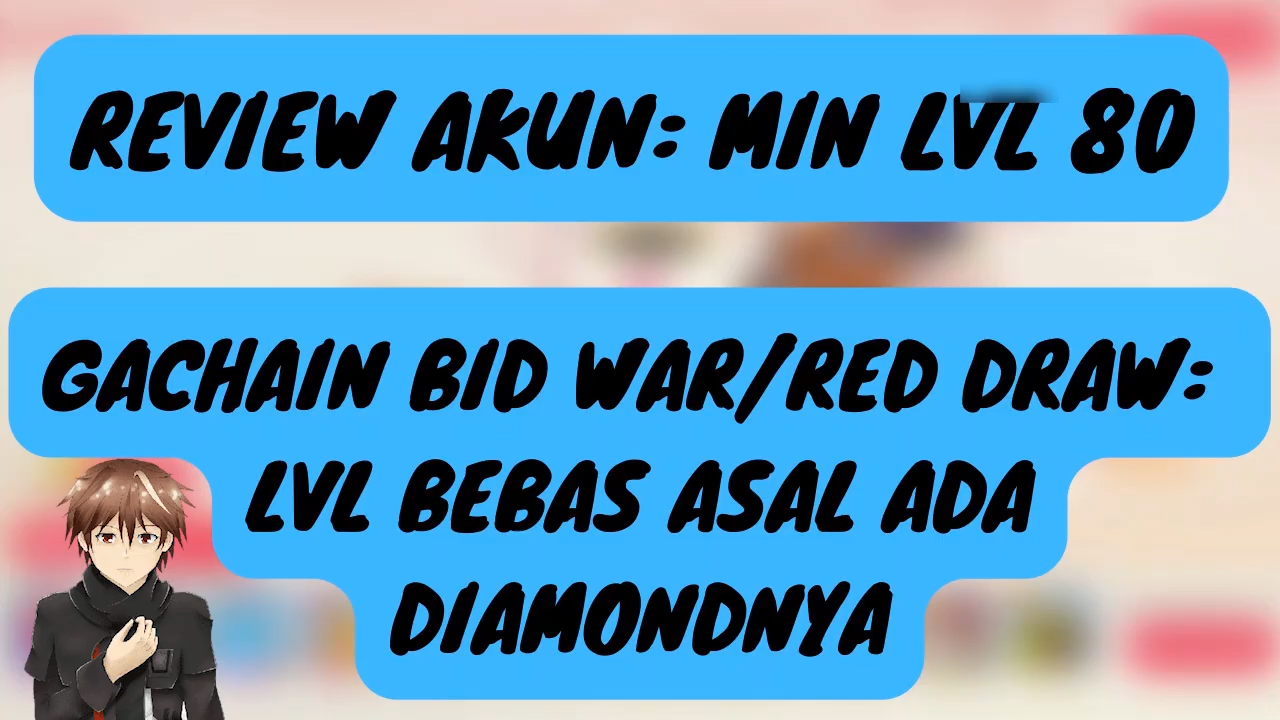 REVIEW AKUN: MIN LVL 80
GACHAIN BID WAR/RED DRAW:
LVL BEBAS ASAL ADA
DIAMONDNYA